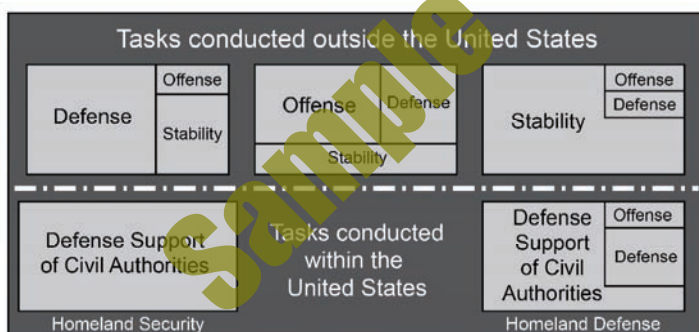 Tasks conducted outside the United States
Defense
Offense
Stability
Offense
Defense
Stability
Stability
Offense
Defense
Defense Support
of Civil Authorities
Homeland Security
Tasks conducted
within the
United States
Defense
Support
of Civil
Authorities
Offense
Defense
Homeland Defense
Sample